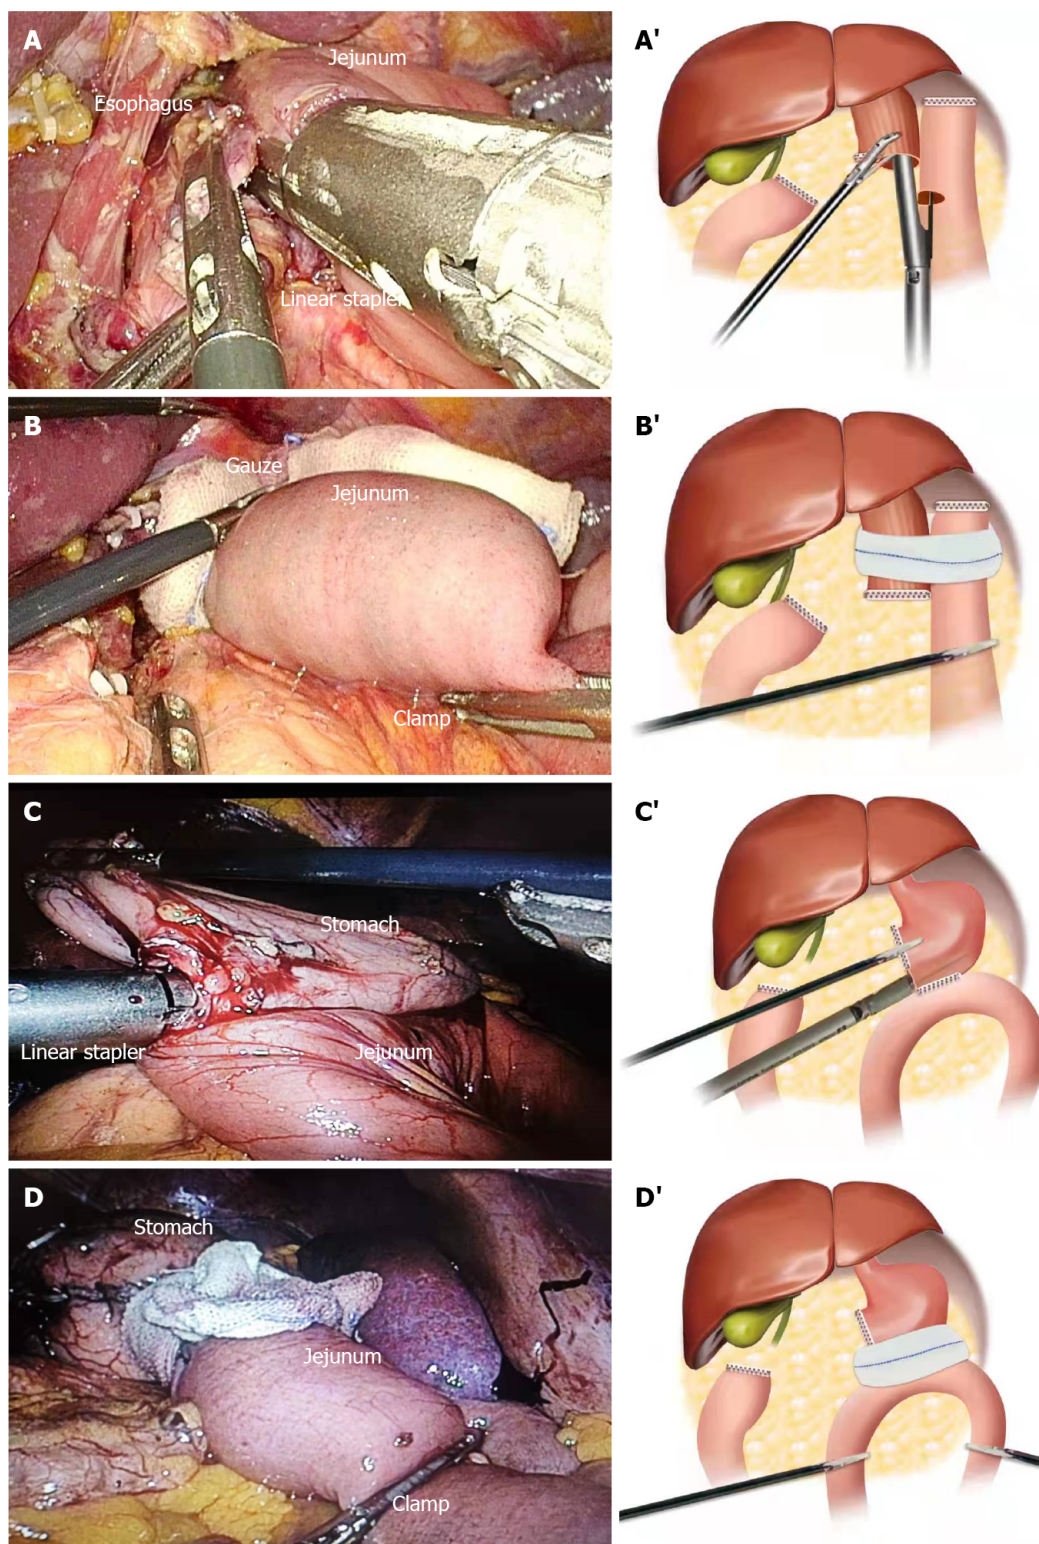 A
Jejunum
Esophagus
Linear stapler
A'
B
Gauze
Jejunum
Clamp
B'
C
Stomach
Linear stapler
Jejunum
C'
D
Stomach
Jejunum
Clamp
D'